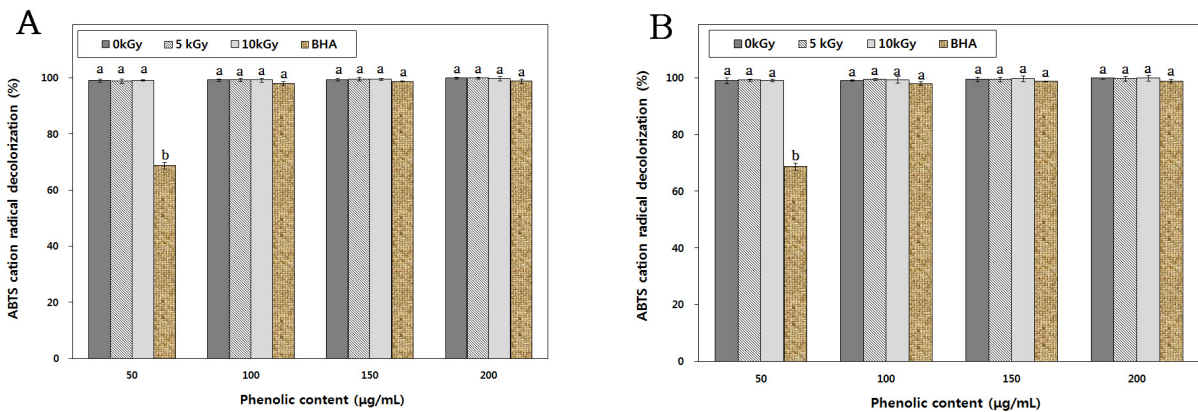 A
0kGy 5 kGy 10kGy BHA
ABTS cation radical decolorization (%)
120
100
80
60
40
20
0
a a a b
a a a a
a a a a
a a a a
50 100 150 200
Phenolic content (μg/mL)
B
0kGy 5 kGy 10kGy BHA
ABTS cation radical decolorization (%)
120
100
80
60
40
20
0
a a a b
a a a a
a a a a
a a a a
50 100 150 200
Phenolic content (μg/mL)